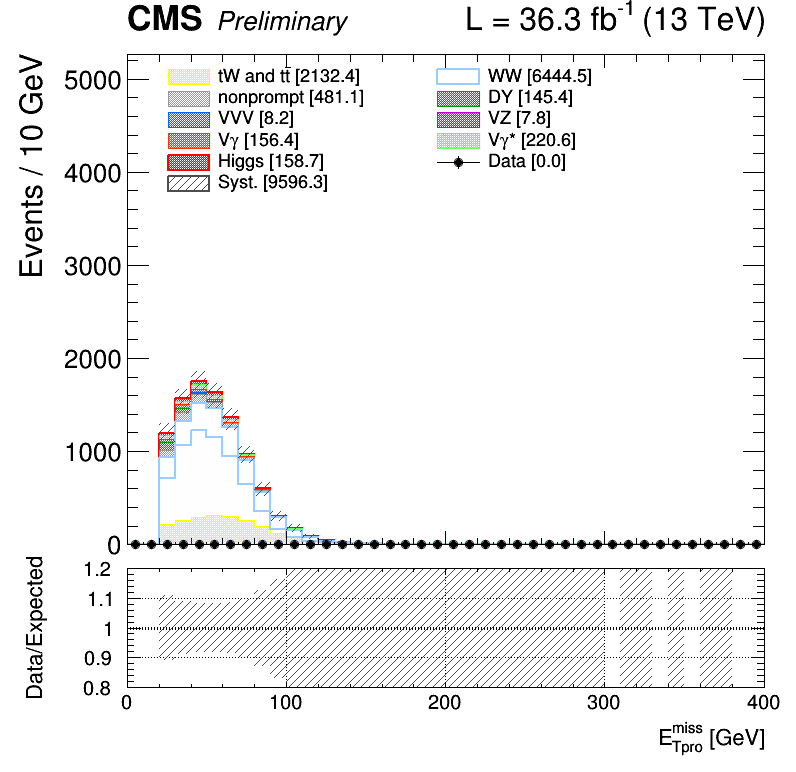 CMS Preliminary L = 36.3 fb⁻¹ (13 TeV)
Events / 10 GeV
5000
4000
3000
2000
1000
0
tW and tt̄ [2132.4]
nonprompt [481.1]
VVV [8.2]
Vγ [156.4]
Higgs [158.7]
Syst. [9596.3]
WW [6444.5]
DY [145.4]
VZ [7.8]
Vγ* [220.6]
Data [0.0]
Data/Expected
1.2
1.1
1
0.9
0.8
0 100 200 300 400
E_Tpro^miss [GeV]